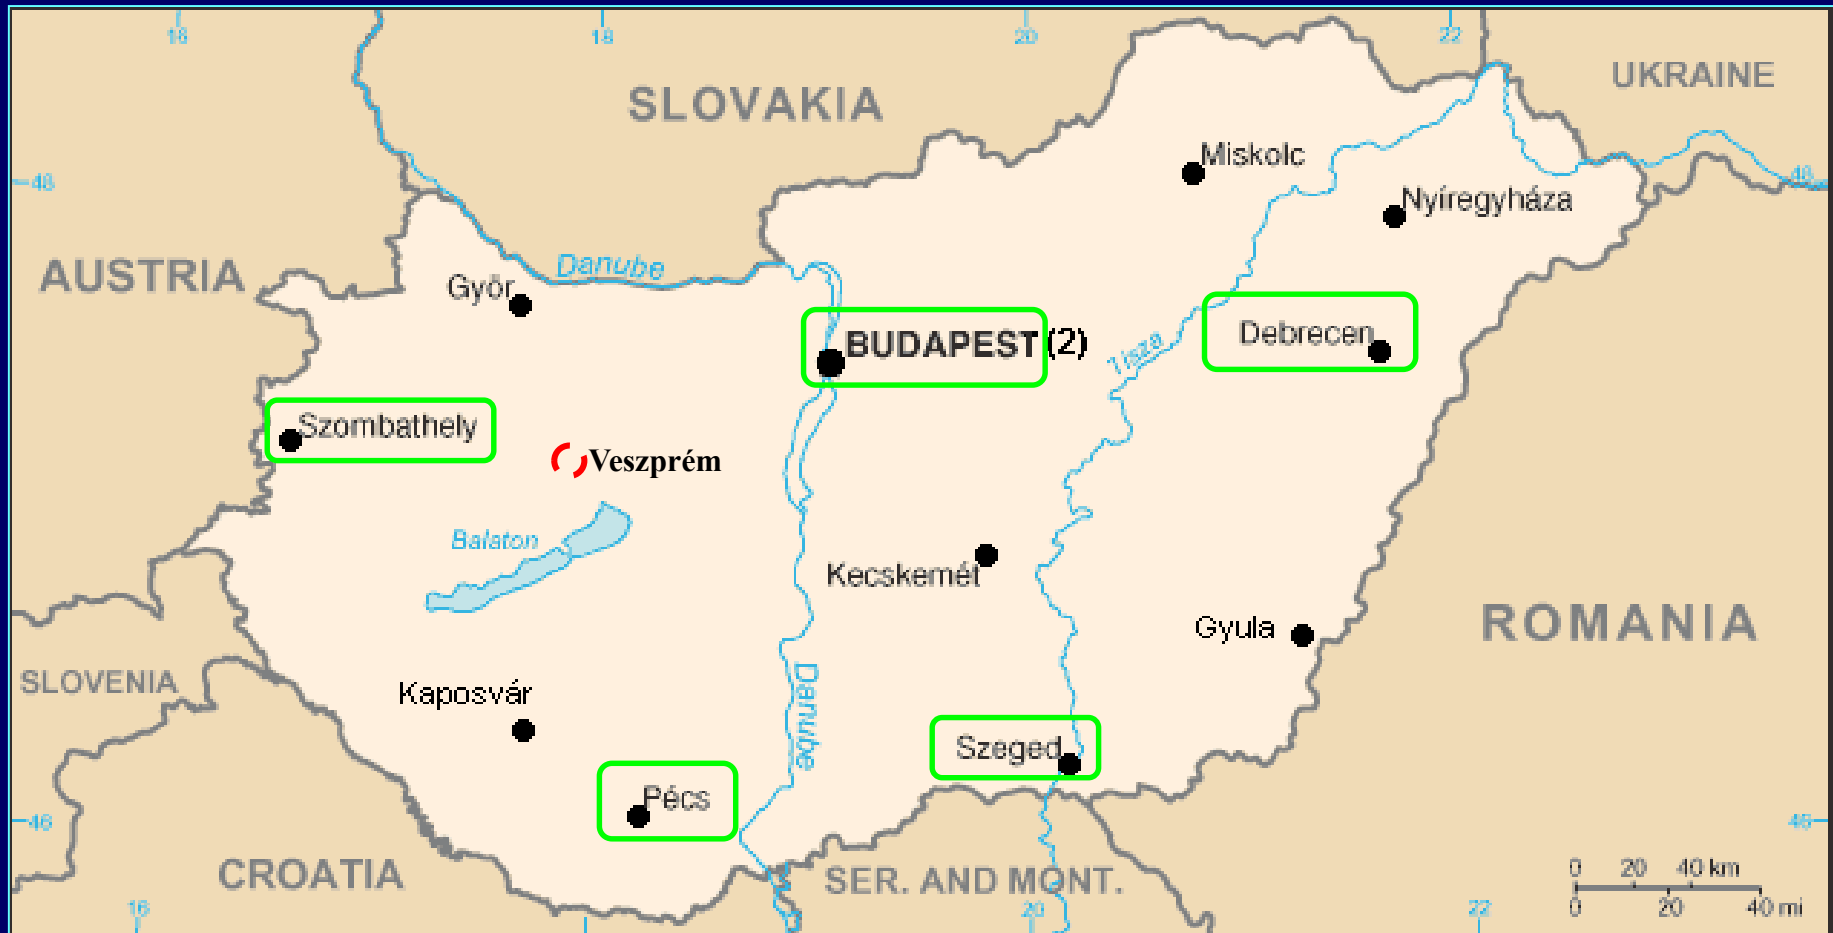 18
18
20
22
SLOVAKIA
UKRAINE
48
Miskolc
48
Nyíregyháza
AUSTRIA
Danube
Györ
BUDAPEST (2)
Debrecen
Tisza
Szombathely
Veszprém
Balaton
Kecskemét
Gyula
ROMANIA
SLOVENIA
Kaposvár
Danube
Szeged
Pécs
46
46
CROATIA
SER. AND MONT.
0 20 40 km
0 20 40 mi
16
20
22